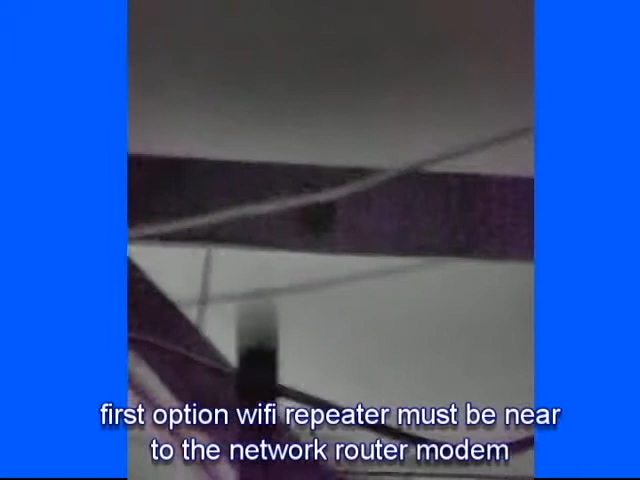 first option wifi repeater must be near
to the network router modem